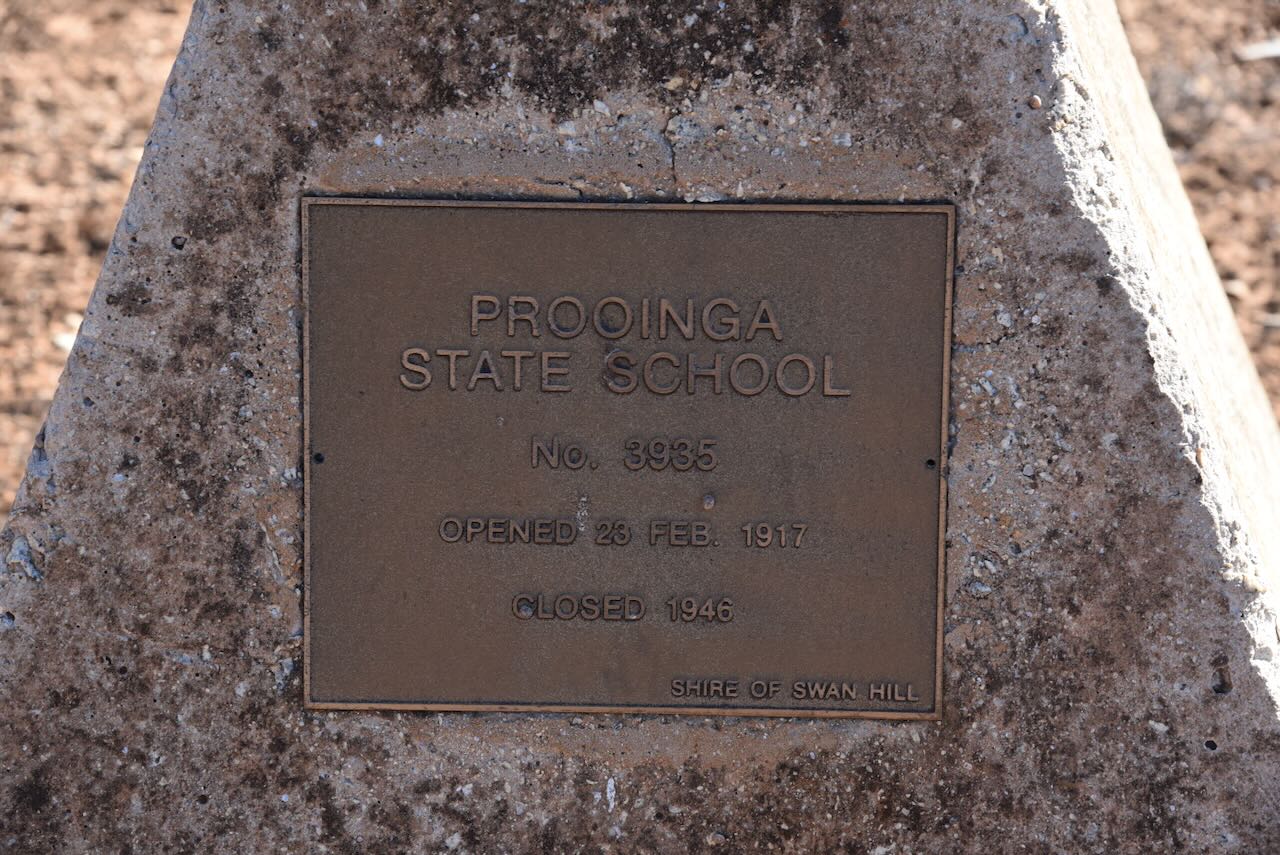 PROOINGA
STATE SCHOOL
No. 3935
OPENED 23 FEB. 1917
CLOSED 1946
SHIRE OF SWAN HILL